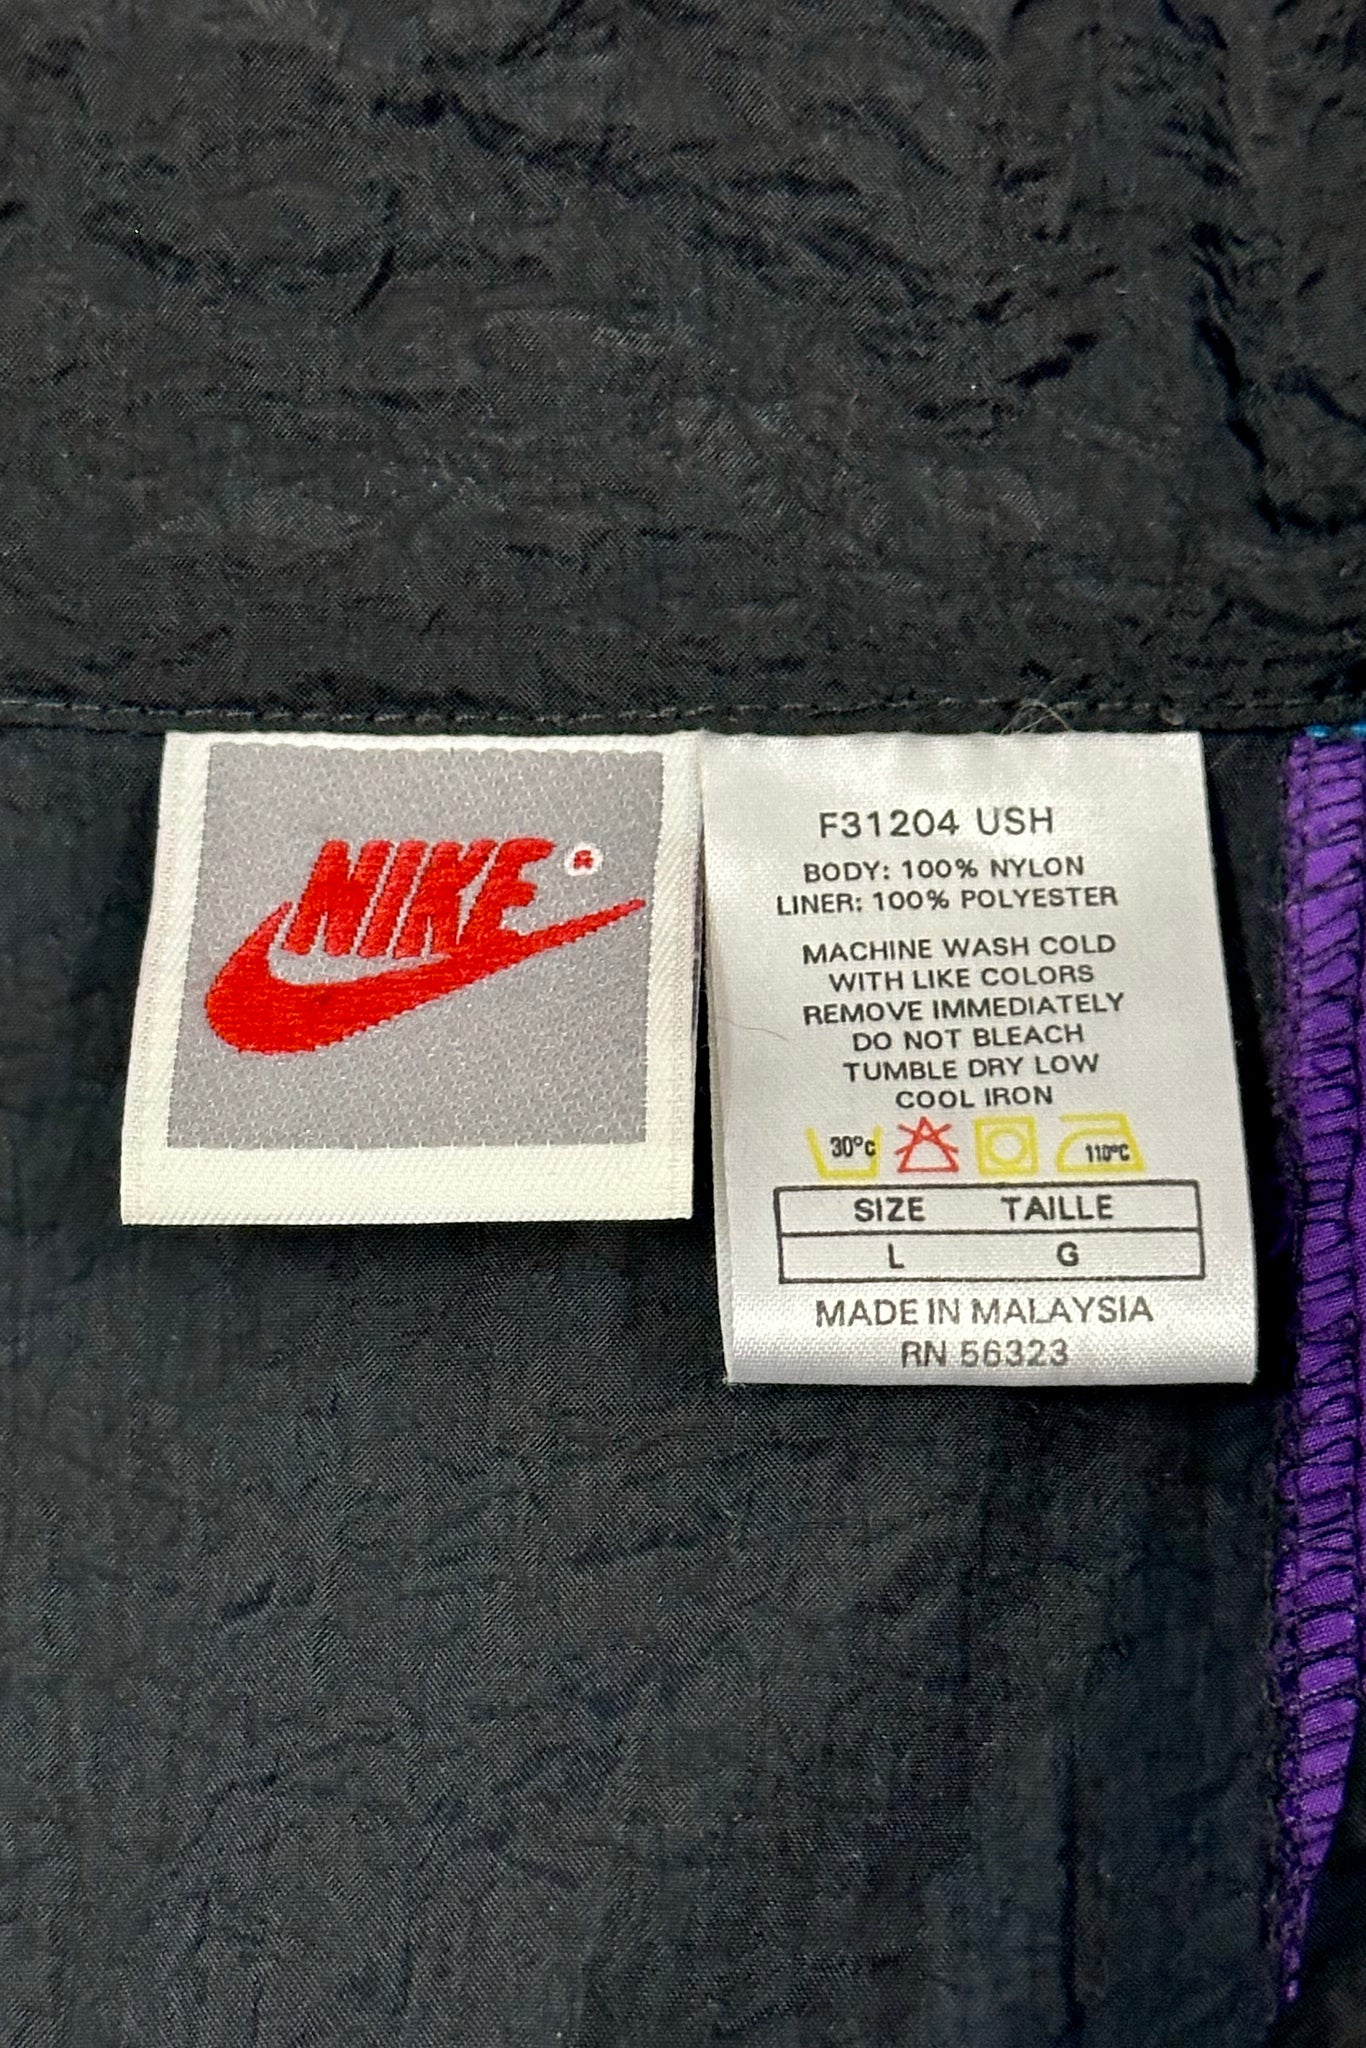 NIKE ®
F31204 USH
BODY: 100% NYLON
LINER: 100% POLYESTER
MACHINE WASH COLD
WITH LIKE COLORS
REMOVE IMMEDIATELY
DO NOT BLEACH
TUMBLE DRY LOW
COOL IRON
30°C 110°C
SIZE TAILLE
L G
MADE IN MALAYSIA
RN 56323